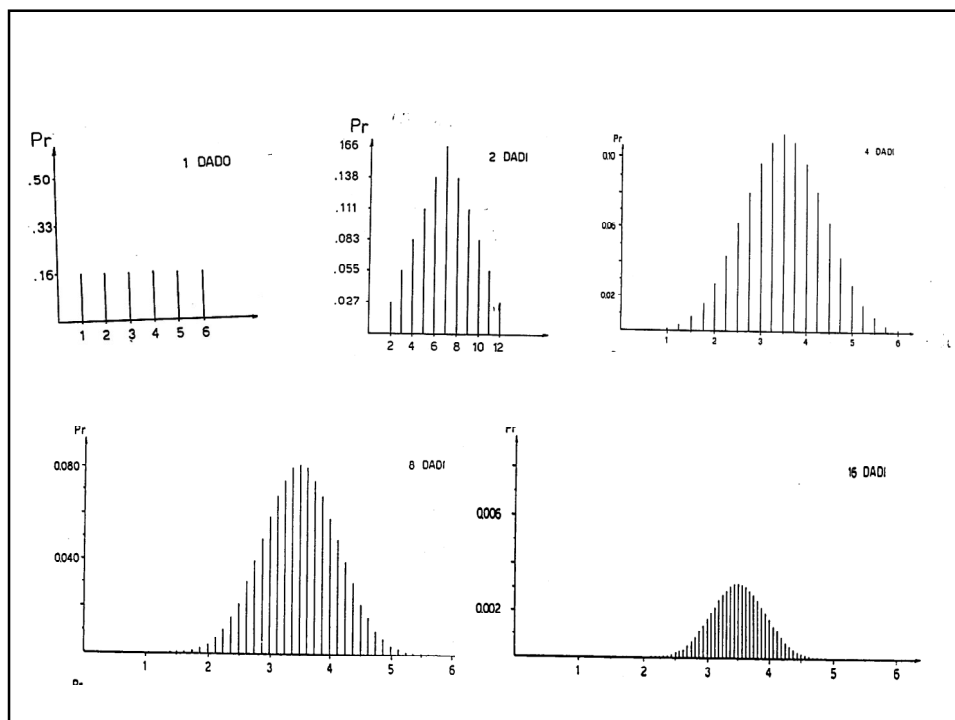 Pr
1 DADO
.50
.33
.16
1 2 3 4 5 6
Pr
2 DADI
166
.138
.111
.083
.055
.027
2 4 6 8 10 12
Pr
4 DADI
0.10
0.06
0.02
1 2 3 4 5 6
Pr
8 DADI
0.080
0.040
1 2 3 4 5 6
16 DADI
0.006
0.002
1 2 3 4 5 6